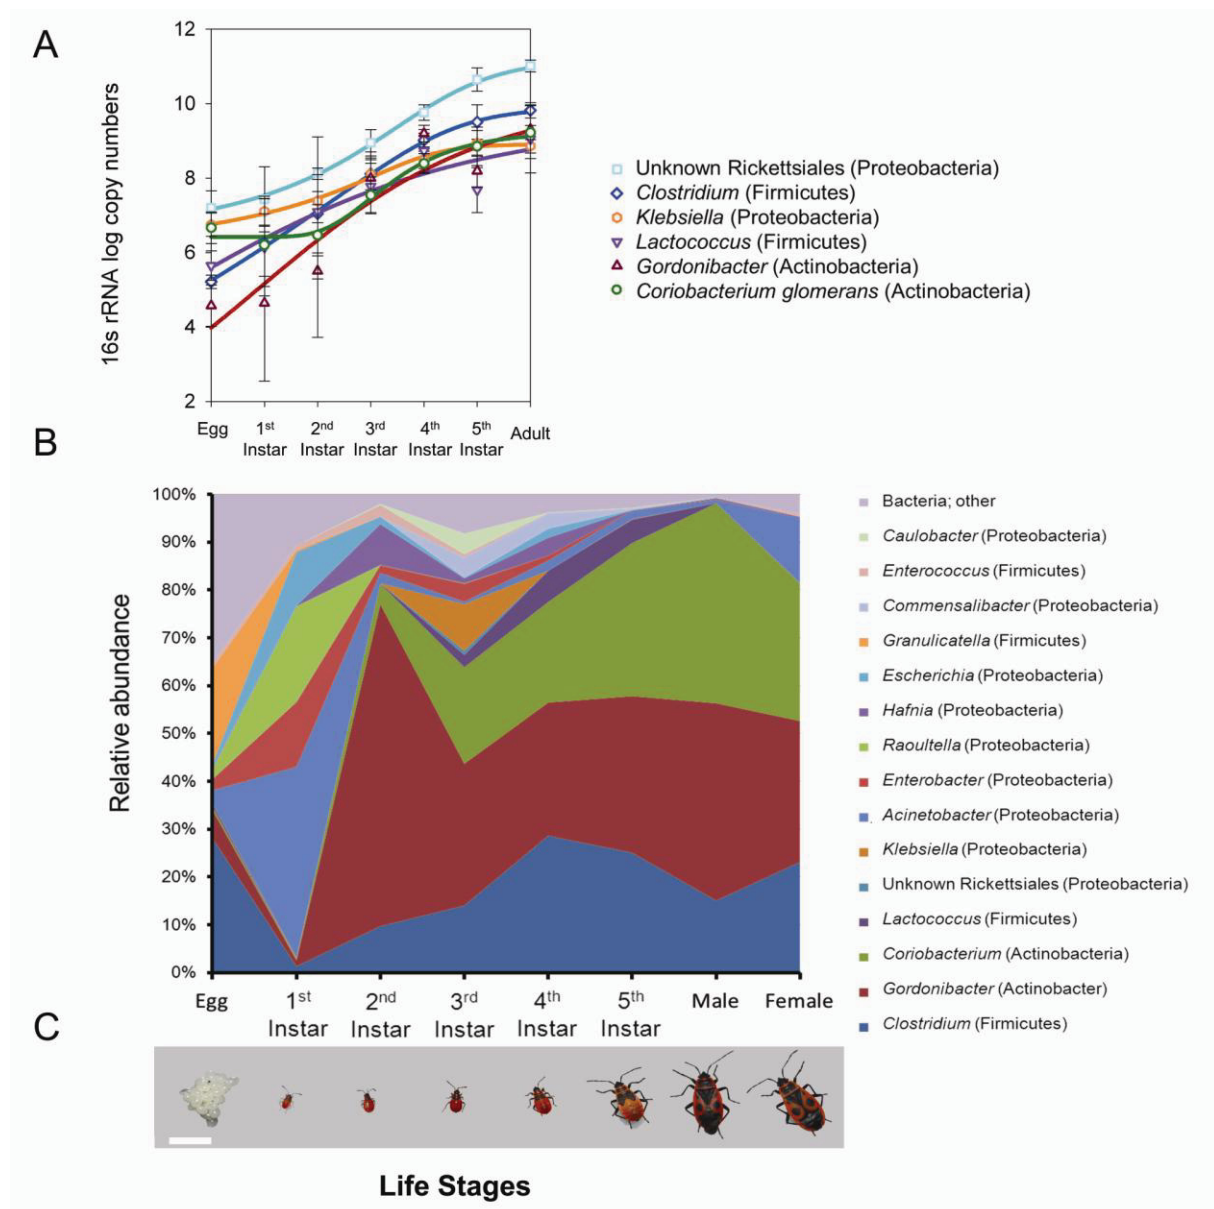 A
16s rRNA log copy numbers
12
10
8
6
4
2
Egg
1st Instar
2nd Instar
3rd Instar
4th Instar
5th Instar
Adult
Unknown Rickettsiales (Proteobacteria)
Clostridium (Firmicutes)
Klebsiella (Proteobacteria)
Lactococcus (Firmicutes)
Gordonibacter (Actinobacteria)
Coriobacterium glomerans (Actinobacteria)
B
Relative abundance
100%
90%
80%
70%
60%
50%
40%
30%
20%
10%
0%
Egg
1st Instar
2nd Instar
3rd Instar
4th Instar
5th Instar
Male
Female
Bacteria; other
Caulobacter (Proteobacteria)
Enterococcus (Firmicutes)
Commensalibacter (Proteobacteria)
Granulicatella (Firmicutes)
Escherichia (Proteobacteria)
Hafnia (Proteobacteria)
Raoultella (Proteobacteria)
Enterobacter (Proteobacteria)
Acinetobacter (Proteobacteria)
Klebsiella (Proteobacteria)
Unknown Rickettsiales (Proteobacteria)
Lactococcus (Firmicutes)
Coriobacterium (Actinobacteria)
Gordonibacter (Actinobacter)
Clostridium (Firmicutes)
C
Life Stages